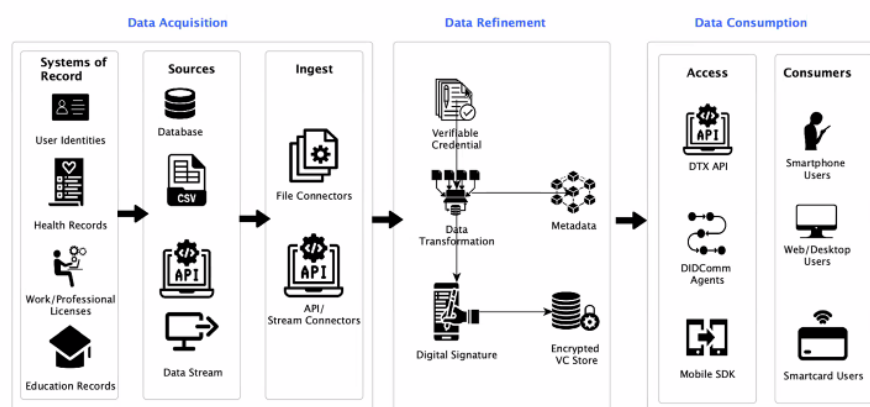 Data Acquisition
Data Refinement
Data Consumption
Systems of
Record
User Identities
Health Records
Work/Professional
Licenses
Education Records
Sources
Database
CSV
API
Data Stream
Ingest
File Connectors
API
API/
Stream Connectors
Verifiable
Credential
Data
Transformation
Metadata
Digital Signature
Encrypted
VC Store
Access
API
DTX API
DIDComm
Agents
Mobile SDK
Consumers
Smartphone
Users
Web/Desktop
Users
Smartcard Users